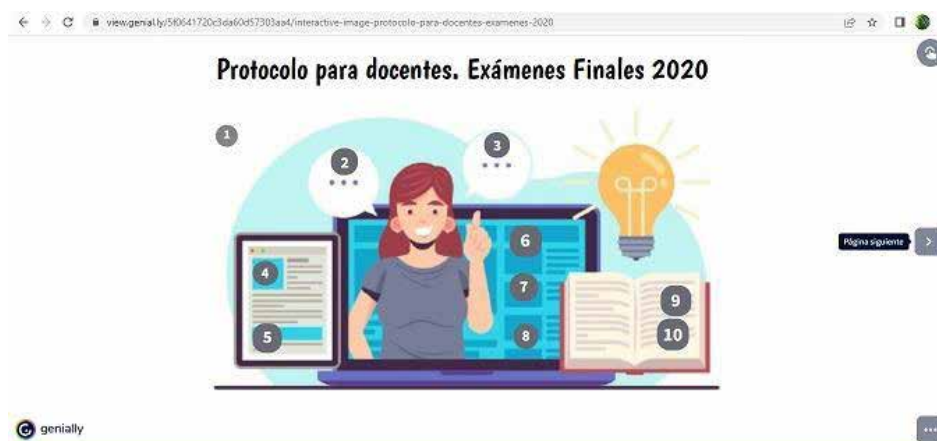 view.genial.ly/5f0641720c3da60d57303aa4/interactive-image-protocolo-para-docentes-examenes-2020
Protocolo para docentes. Exámenes Finales 2020
1
2
3
4
5
6
7
8
9
10
Página siguiente
genially